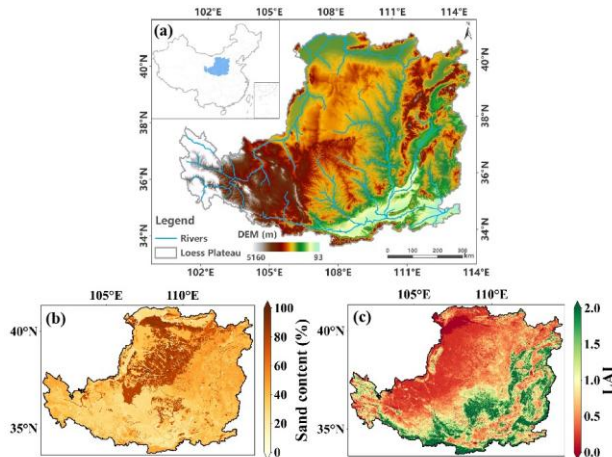 102°E 105°E 108°E 111°E 114°E
(a)
N
40°N 40°N
38°N 38°N
36°N 36°N
34°N 34°N
Legend
Rivers
Loess Plateau
DEM (m)
5160 93
0 100 200 300
km
102°E 105°E 108°E 111°E 114°E
105°E 110°E
(b)
40°N
35°N
100
80
60
40
20
0
Sand content (%)
105°E 110°E
(c)
40°N
35°N
2.0
1.5
1.0
0.5
0.0
LAI